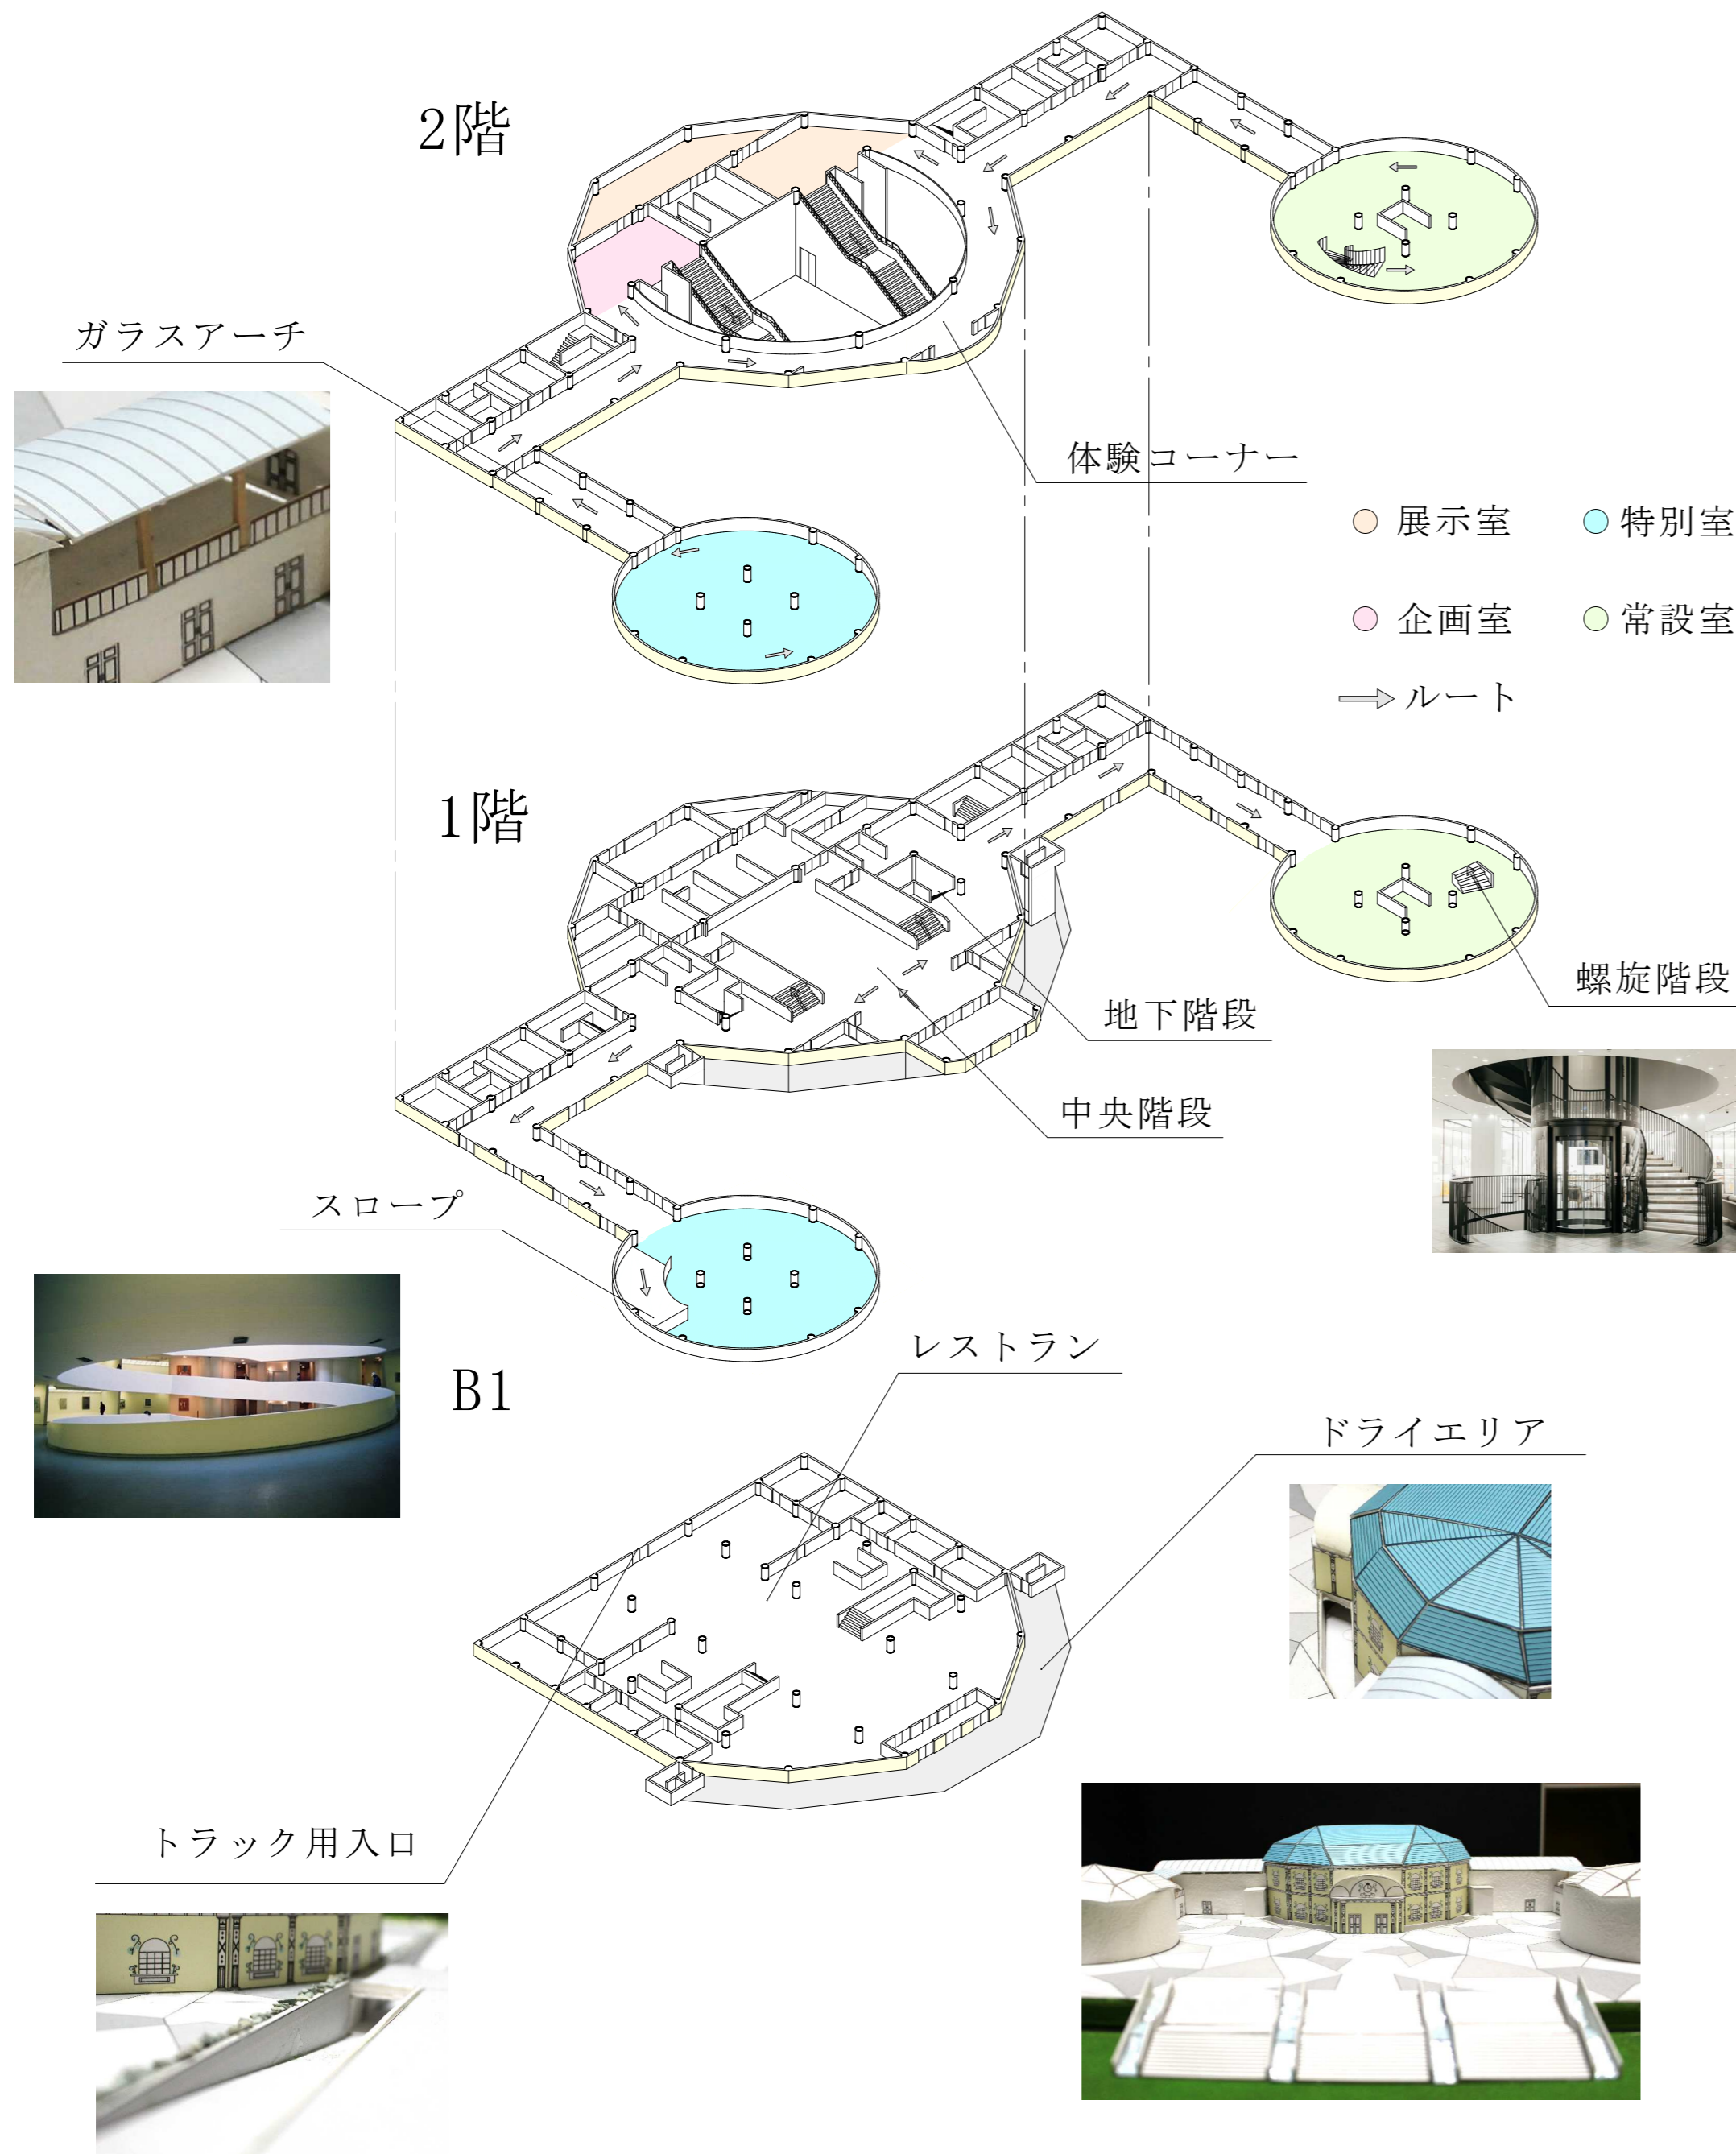 2階
ガラスアーチ
体験コーナー
展示室
特別室
企画室
常設室
ルート
1階
螺旋階段
地下階段
中央階段
スロープ
レストラン
B1
ドライエリア
トラック用入口